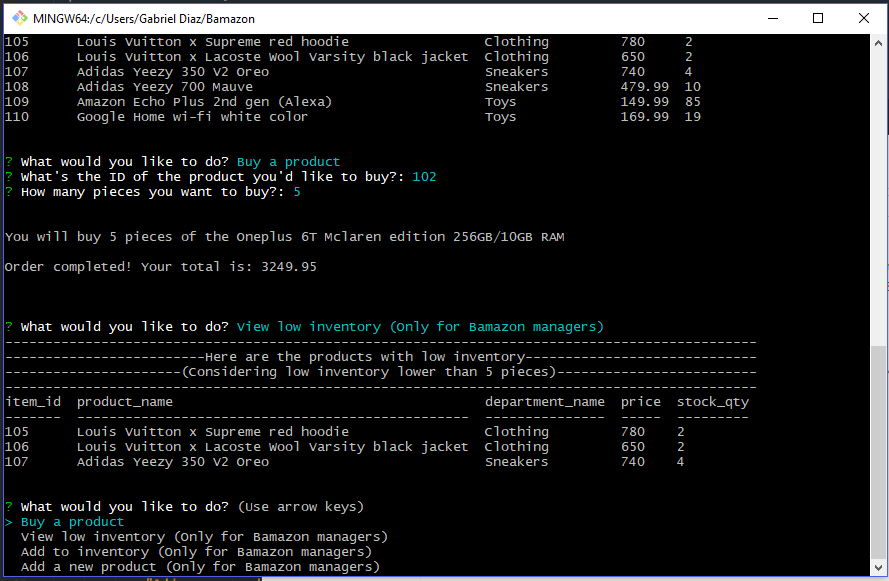 MINGW64:/c/Users/Gabriel Diaz/Bamazon
105 Louis Vuitton x Supreme red hoodie Clothing 780 2
106 Louis Vuitton x Lacoste Wool Varsity black jacket Clothing 650 2
107 Adidas Yeezy 350 V2 Oreo Sneakers 740 4
108 Adidas Yeezy 700 Mauve Sneakers 479.99 10
109 Amazon Echo Plus 2nd gen (Alexa) Toys 149.99 85
110 Google Home wi-fi white color Toys 169.99 19
? What would you like to do? Buy a product
? What's the ID of the product you'd like to buy?: 102
? How many pieces you want to buy?: 5
You will buy 5 pieces of the Oneplus 6T Mclaren edition 256GB/10GB RAM
Order completed! Your total is: 3249.95
? What would you like to do? View low inventory (Only for Bamazon managers)
----------------------------------------------------------------------------------------------
-------------------------Here are the products with low inventory-----------------------------
----------------------(Considering low inventory lower than 5 pieces)-------------------------
----------------------------------------------------------------------------------------------
item_id product_name department_name price stock_qty
------- ------------------------------------------------- --------------- ----- ---------
105 Louis Vuitton x Supreme red hoodie Clothing 780 2
106 Louis Vuitton x Lacoste Wool Varsity black jacket Clothing 650 2
107 Adidas Yeezy 350 V2 Oreo Sneakers 740 4
? What would you like to do? (Use arrow keys)
> Buy a product
View low inventory (Only for Bamazon managers)
Add to inventory (Only for Bamazon managers)
Add a new product (Only for Bamazon managers)